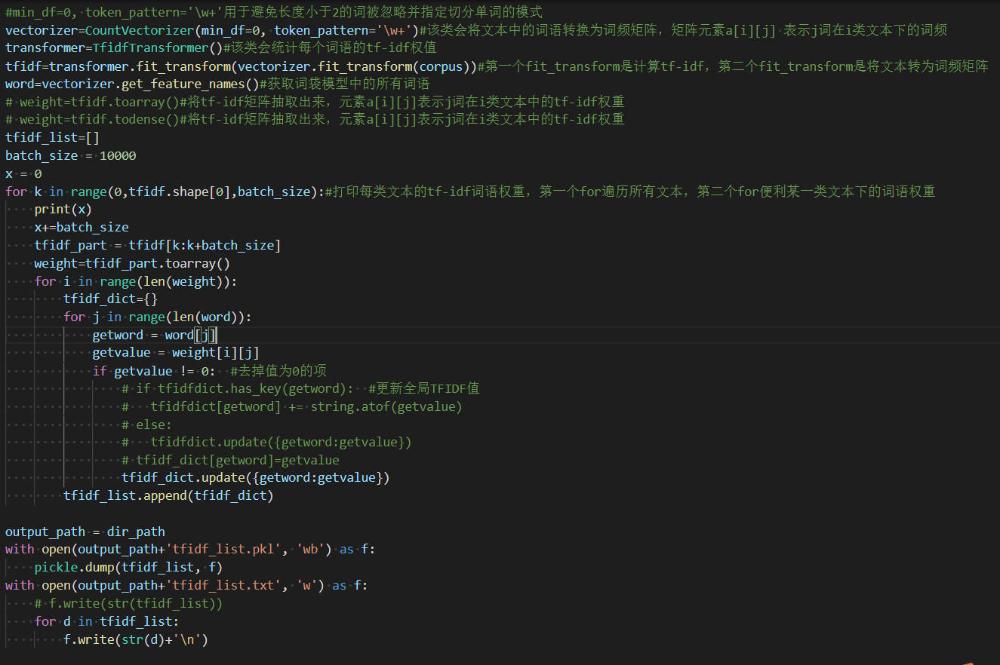 #min_df=0, token_pattern='\w+'用于避免长度小于2的词被忽略并指定切分单词的模式
vectorizer=CountVectorizer(min_df=0, token_pattern='\w+')#该类会将文本中的词语转换为词频矩阵，矩阵元素a[i][j] 表示j词在i类文本下的词频
transformer=TfidfTransformer()#该类会统计每个词语的tf-idf权值
tfidf=transformer.fit_transform(vectorizer.fit_transform(corpus))#第一个fit_transform是计算tf-idf，第二个fit_transform是将文本转为词频矩阵
word=vectorizer.get_feature_names()#获取词袋模型中的所有词语
# weight=tfidf.toarray()#将tf-idf矩阵抽取出来，元素a[i][j]表示j词在i类文本中的tf-idf权重
# weight=tfidf.todense()#将tf-idf矩阵抽取出来，元素a[i][j]表示j词在i类文本中的tf-idf权重
tfidf_list=[]
batch_size = 10000
x = 0
for k in range(0,tfidf.shape[0],batch_size):#打印每类文本的tf-idf词语权重，第一个for遍历所有文本，第二个for便利某一类文本下的词语权重
    print(x)
    x+=batch_size
    tfidf_part = tfidf[k:k+batch_size]
    weight=tfidf_part.toarray()
    for i in range(len(weight)):
        tfidf_dict={}
        for j in range(len(word)):
            getword = word[j]
            getvalue = weight[i][j]
            if getvalue != 0:  #去掉值为0的项
                # if tfidfdict.has_key(getword):  #更新全局TFIDF值
                #   tfidfdict[getword] += string.atof(getvalue)
                # else:
                #   tfidfdict.update({getword:getvalue})
                # tfidf_dict[getword]=getvalue
                tfidf_dict.update({getword:getvalue})
        tfidf_list.append(tfidf_dict)
output_path = dir_path
with open(output_path+'tfidf_list.pkl', 'wb') as f:
    pickle.dump(tfidf_list, f)
with open(output_path+'tfidf_list.txt', 'w') as f:
    # f.write(str(tfidf_list))
    for d in tfidf_list:
        f.write(str(d)+'\n')